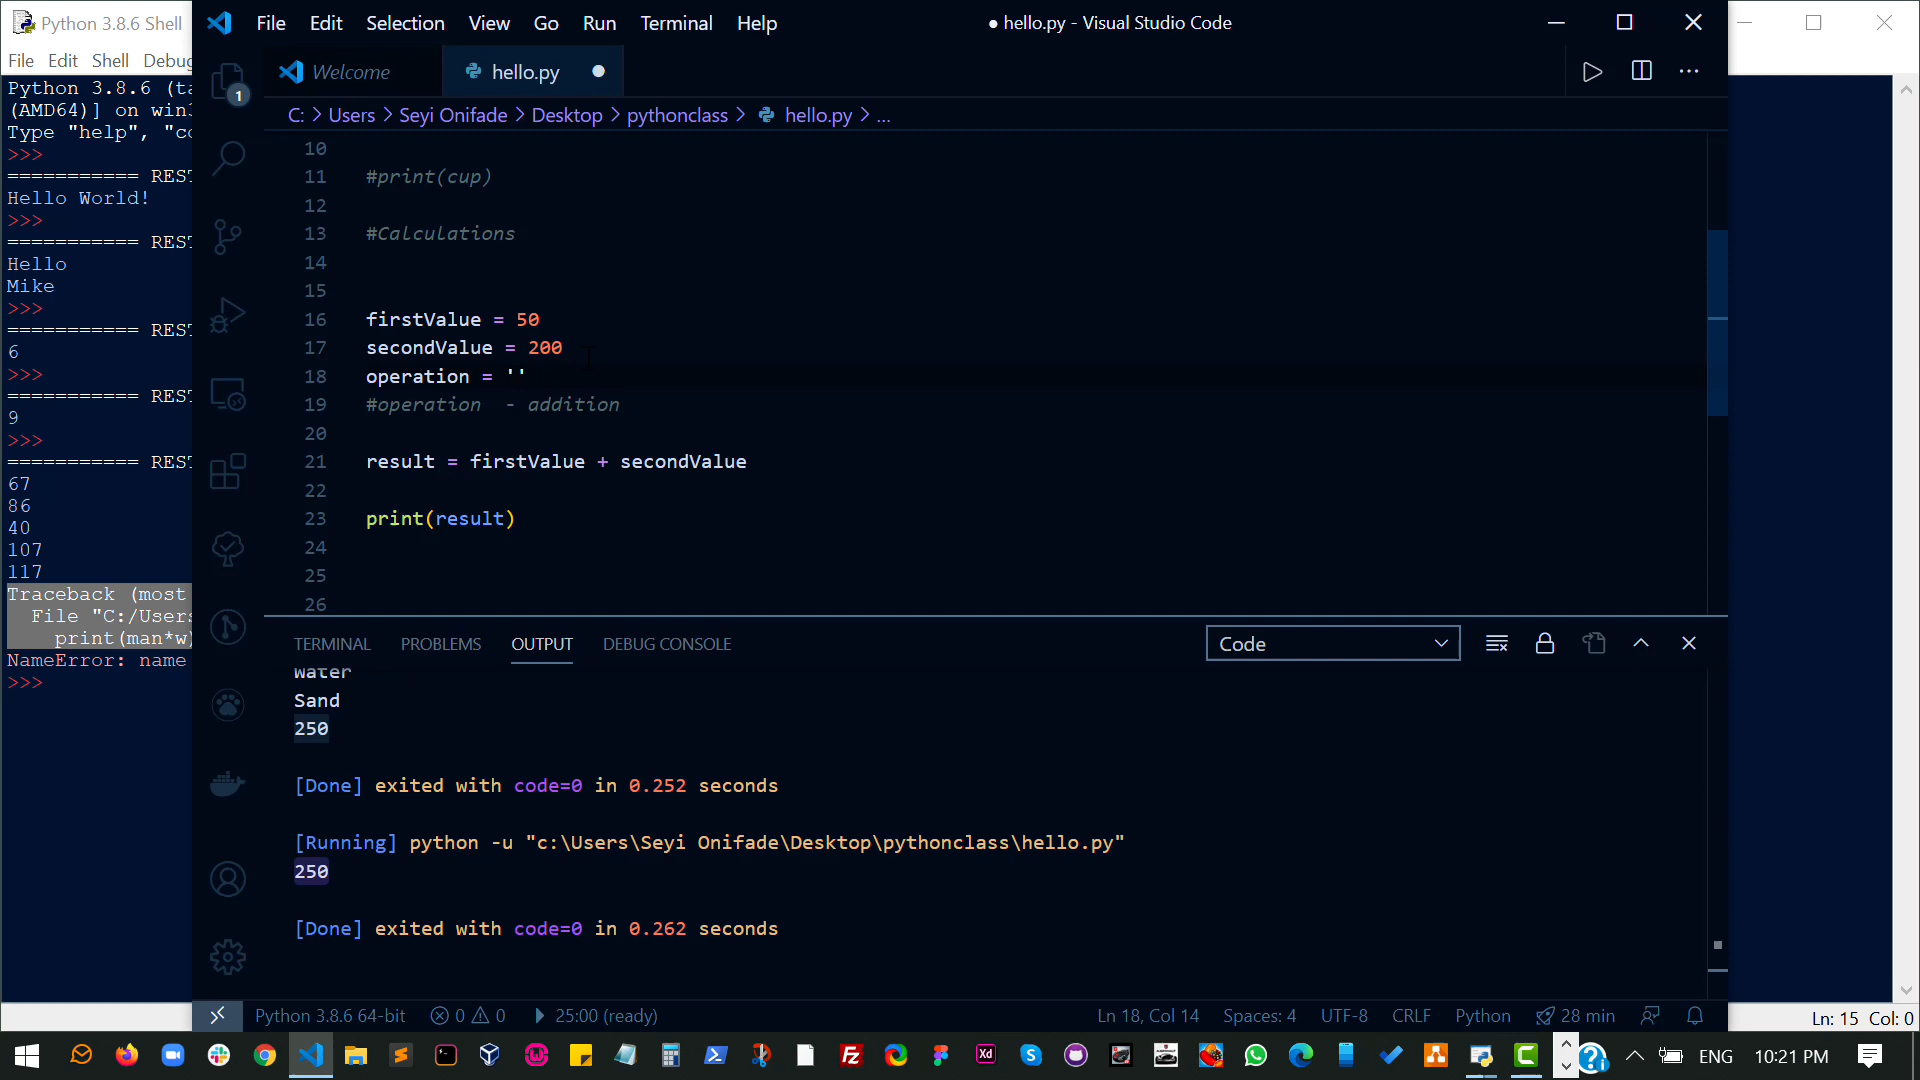 Python 3.8.6 Shell
File Edit Shell Debug
Python 3.8.6 (ta
(AMD64)] on win3
Type "help", "co
>>>
=========== REST
Hello World!
>>>
=========== REST
Hello
Mike
>>>
=========== REST
6
>>>
=========== REST
9
>>>
=========== REST
67
86
40
107
117
Traceback (most
File "C:/Users
print(man*w)
NameError: name
>>>
File Edit Selection View Go Run Terminal Help
● hello.py - Visual Studio Code
1
Welcome
hello.py
C: > Users > Seyi Onifade > Desktop > pythonclass > hello.py > ...
10
11 #print(cup)
12
13 #Calculations
14
15
16 firstValue = 50
17 secondValue = 200
18 operation = ''
19 #operation - addition
20
21 result = firstValue + secondValue
22
23 print(result)
24
25
26
TERMINAL PROBLEMS OUTPUT DEBUG CONSOLE
Code
Water
Sand
250
[Done] exited with code=0 in 0.252 seconds
[Running] python -u "c:\Users\Seyi Onifade\Desktop\pythonclass\hello.py"
250
[Done] exited with code=0 in 0.262 seconds
Python 3.8.6 64-bit 0 0 25:00 (ready)
Ln 18, Col 14 Spaces: 4 UTF-8 CRLF Python 28 min
Ln: 15 Col: 0
Xd
ENG 10:21 PM